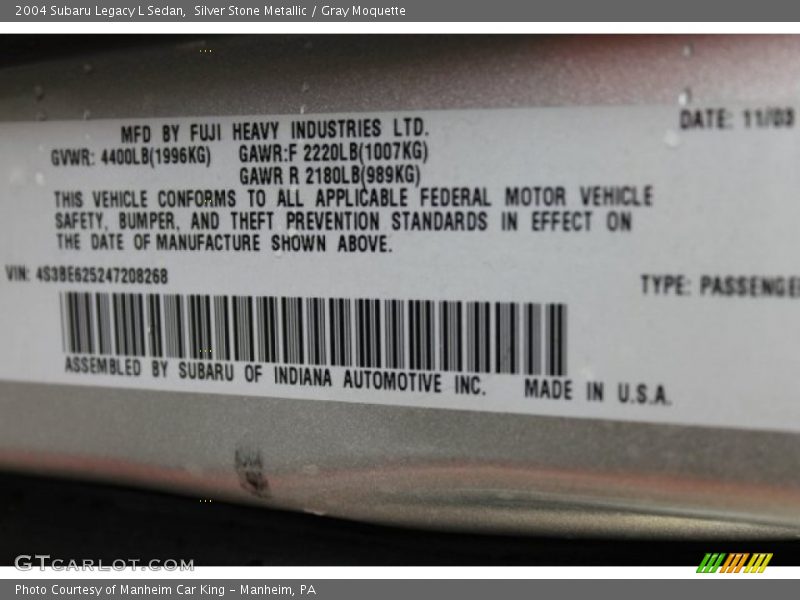 2004 Subaru Legacy L Sedan,  Silver Stone Metallic / Gray Moquette
DATE: 11/03
MFD BY FUJI HEAVY INDUSTRIES LTD.
GVWR: 4400LB(1996KG) GAWR:F 2220LB(1007KG)
GAWR R 2180LB(989KG)
THIS VEHICLE CONFORMS TO ALL APPLICABLE FEDERAL MOTOR VEHICLE
SAFETY, BUMPER, AND THEFT PREVENTION STANDARDS IN EFFECT ON
THE DATE OF MANUFACTURE SHOWN ABOVE.
VIN: 4S3BE625247208268
TYPE: PASSENGE
ASSEMBLED BY SUBARU OF INDIANA AUTOMOTIVE INC. MADE IN U.S.A.
GTCARLOT.COM
Photo Courtesy of Manheim Car King - Manheim, PA